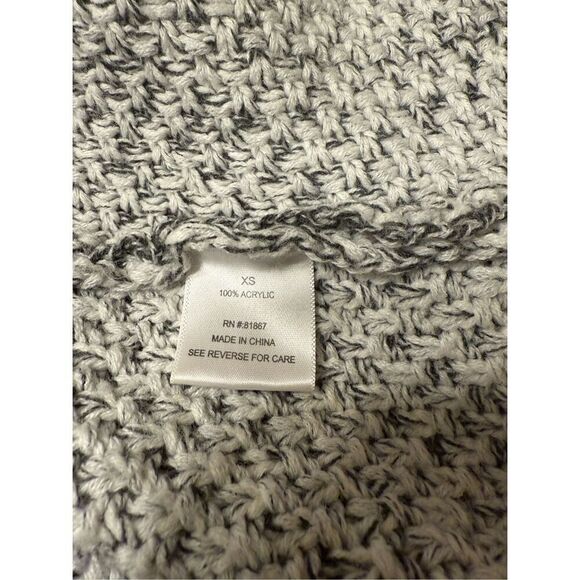 XS
100% ACRYLIC
RN #:81867
MADE IN CHINA
SEE REVERSE FOR CARE